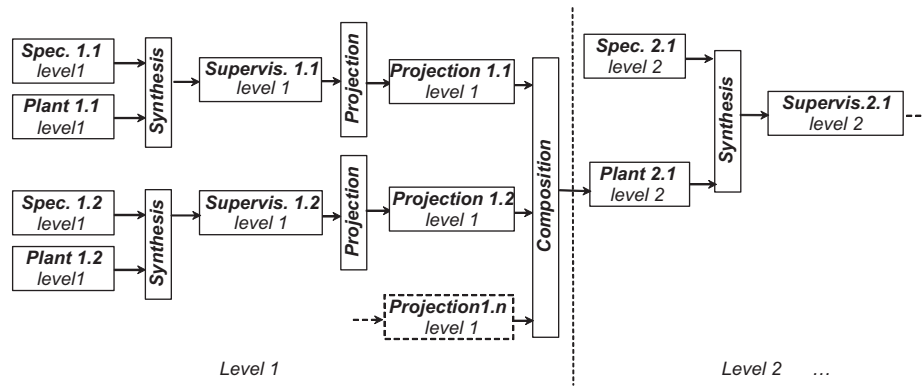 Spec. 1.1
level1
Plant 1.1
level1
Synthesis
Supervis. 1.1
level 1
Projection
Projection 1.1
level 1
Spec. 1.2
level1
Plant 1.2
level1
Synthesis
Supervis. 1.2
level 1
Projection
Projection 1.2
level 1
Projection1.n
level 1
Composition
Level 1
Spec. 2.1
level 2
Plant 2.1
level 2
Synthesis
Supervis.2.1
level 2
Level 2 ...